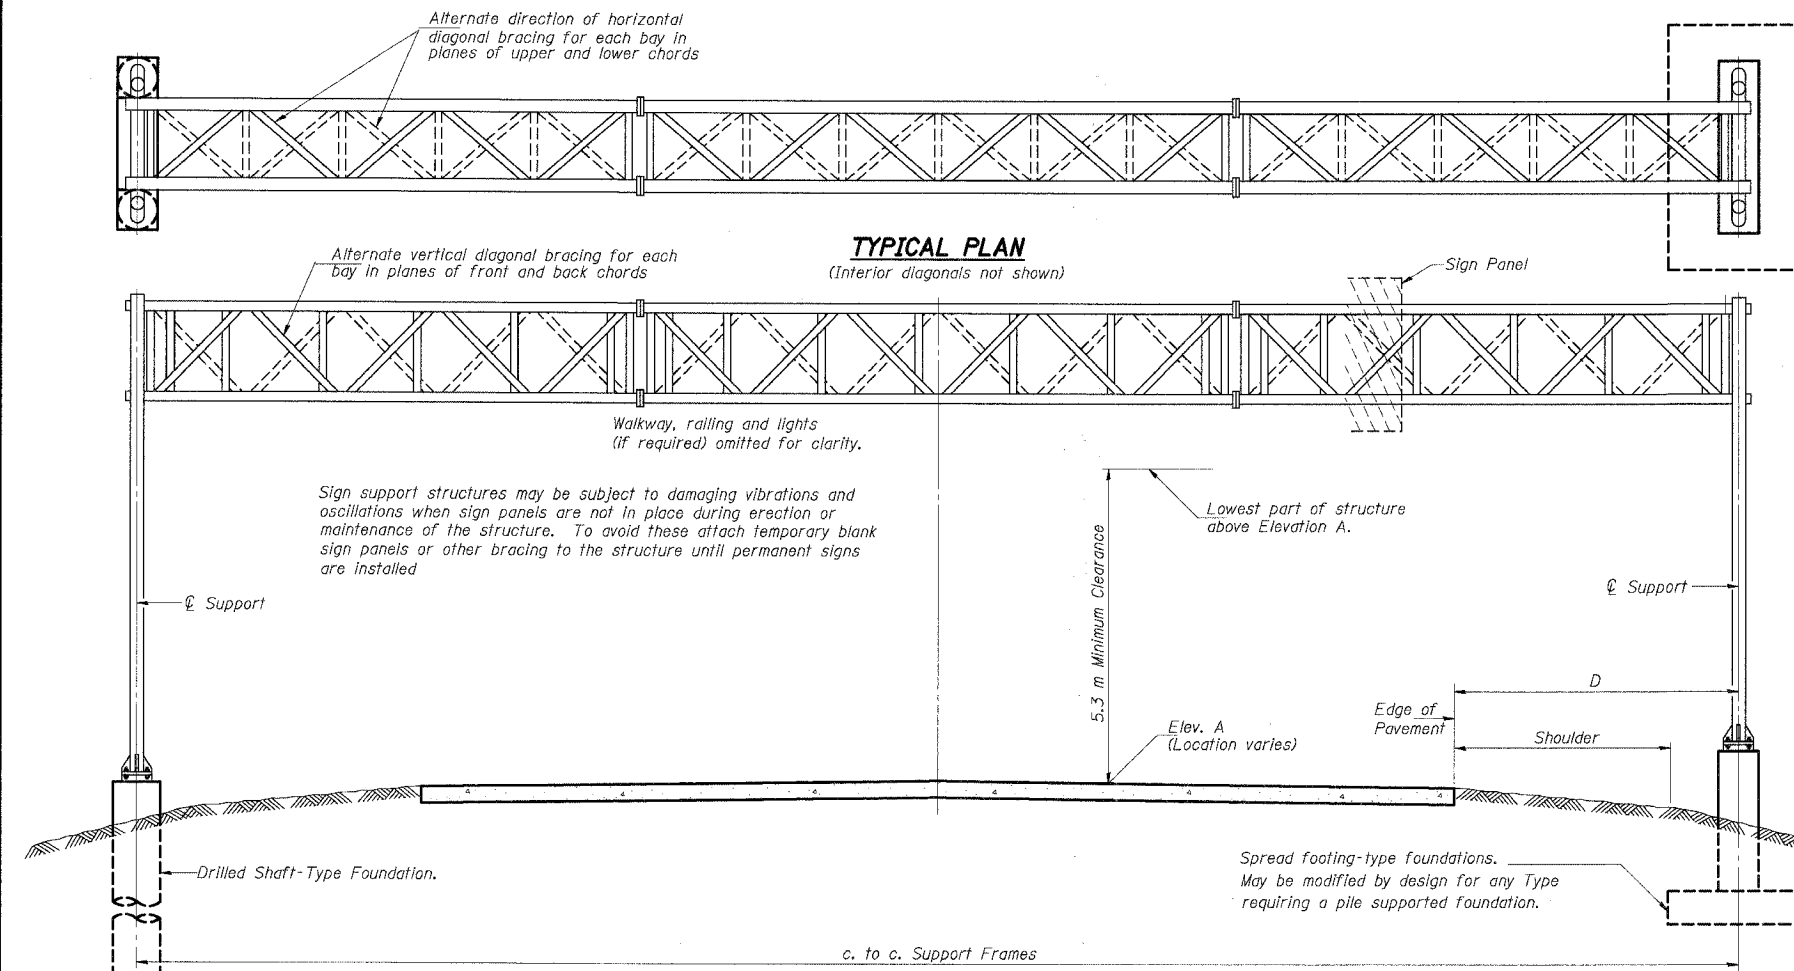 Alternate direction of horizontal
diagonal bracing for each bay in
planes of upper and lower chords
TYPICAL PLAN
(Interior diagonals not shown)
Alternate vertical diagonal bracing for each
bay in planes of front and back chords
Sign Panel
Walkway, railing and lights
(if required) omitted for clarity.
Sign support structures may be subject to damaging vibrations and
oscillations when sign panels are not in place during erection or
maintenance of the structure. To avoid these attach temporary blank
sign panels or other bracing to the structure until permanent signs
are installed
Lowest part of structure
above Elevation A.
5.3 m Minimum Clearance
℄ Support
℄ Support
D
Edge of
Pavement
Shoulder
Elev. A
(Location varies)
Drilled Shaft-Type Foundation.
Spread footing-type foundations.
May be modified by design for any Type
requiring a pile supported foundation.
c. to c. Support Frames